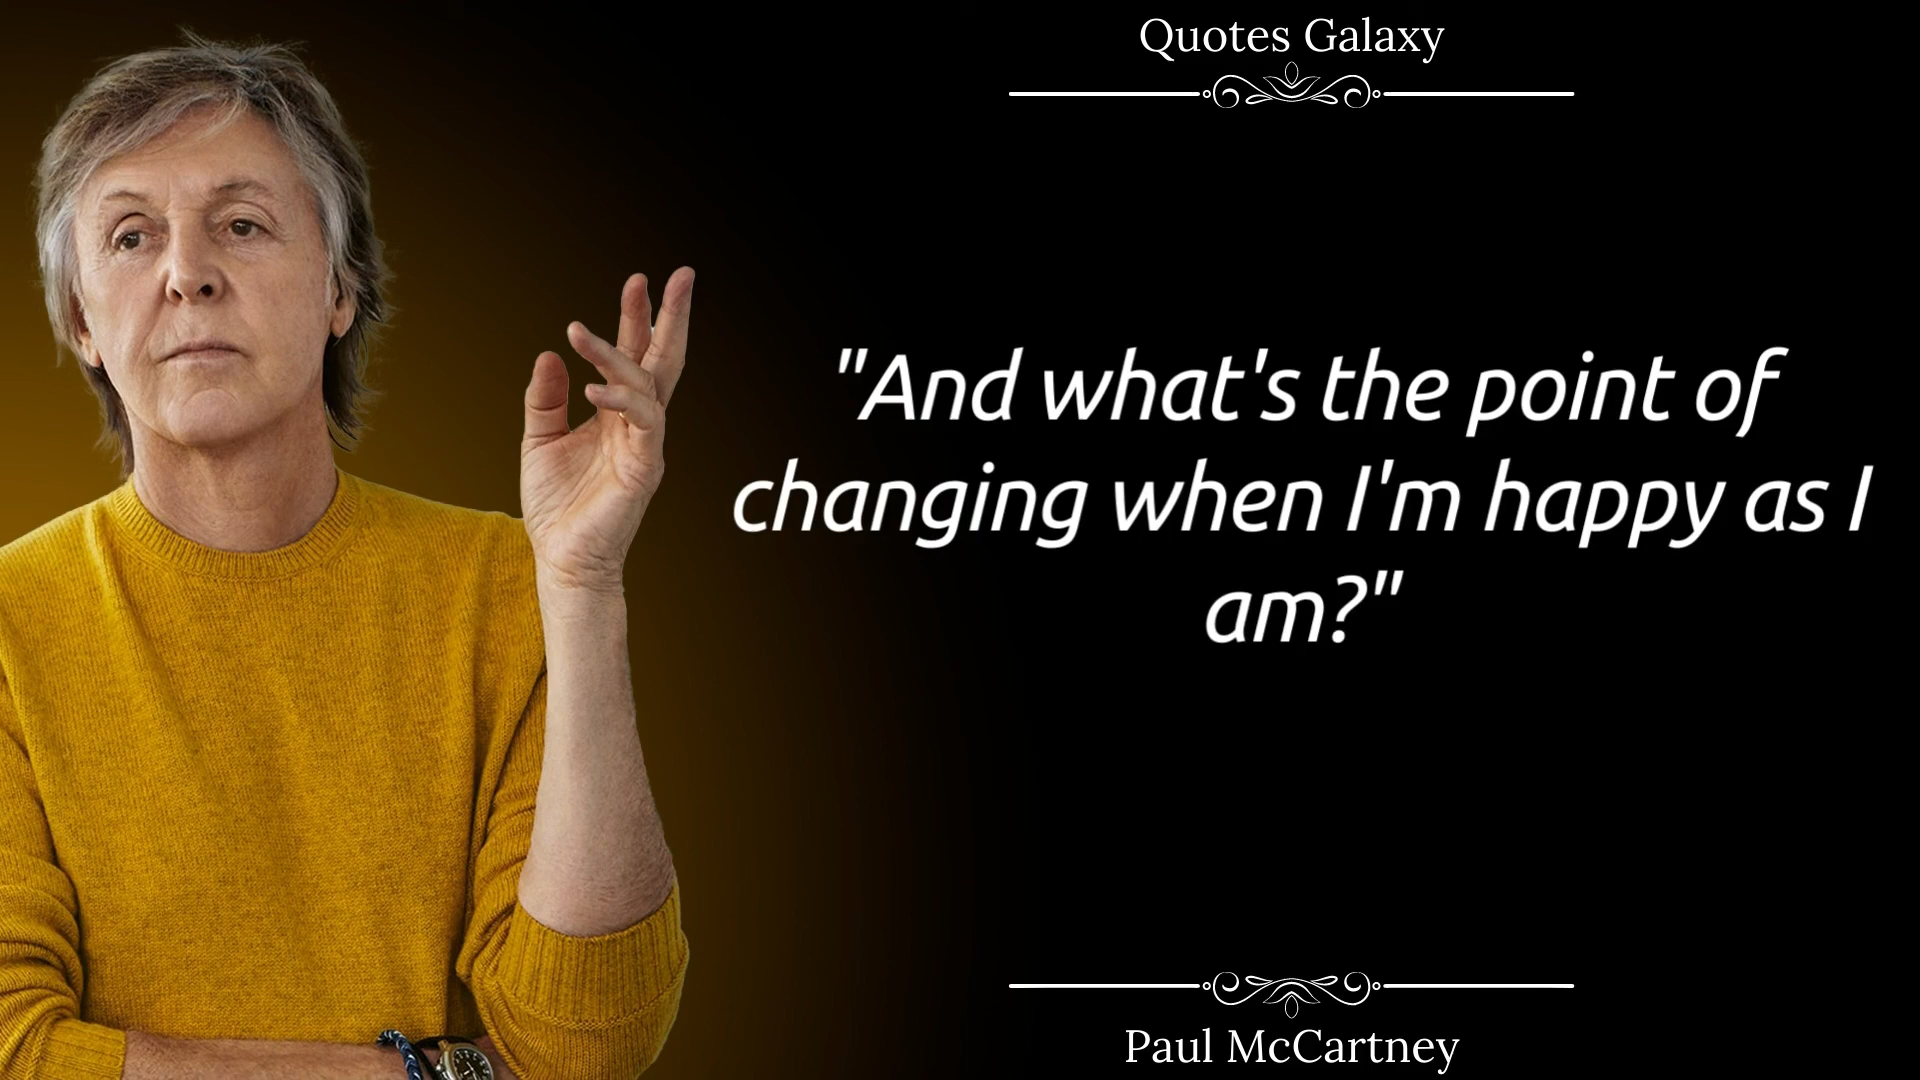 Quotes Galaxy
"And what's the point of
changing when I'm happy as I
am?"
Paul McCartney